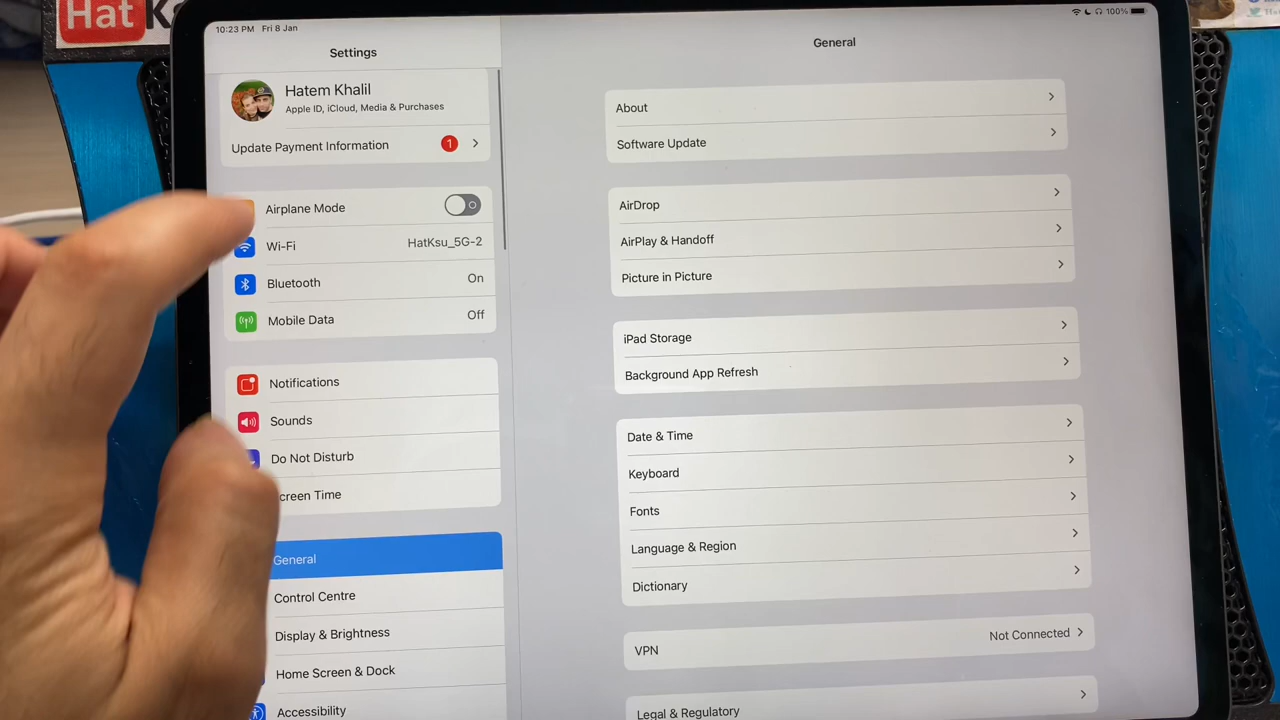 Hat
10:23 PM Fri 8 Jan
100%
Settings
General
Hatem Khalil
Apple ID, iCloud, Media & Purchases
Update Payment Information 1
Airplane Mode
Wi-Fi HatKsu_5G-2
Bluetooth On
Mobile Data Off
Notifications
Sounds
Do Not Disturb
creen Time
General
Control Centre
Display & Brightness
Home Screen & Dock
Accessibility
About
Software Update
AirDrop
AirPlay & Handoff
Picture in Picture
iPad Storage
Background App Refresh
Date & Time
Keyboard
Fonts
Language & Region
Dictionary
VPN Not Connected
Legal & Regulatory